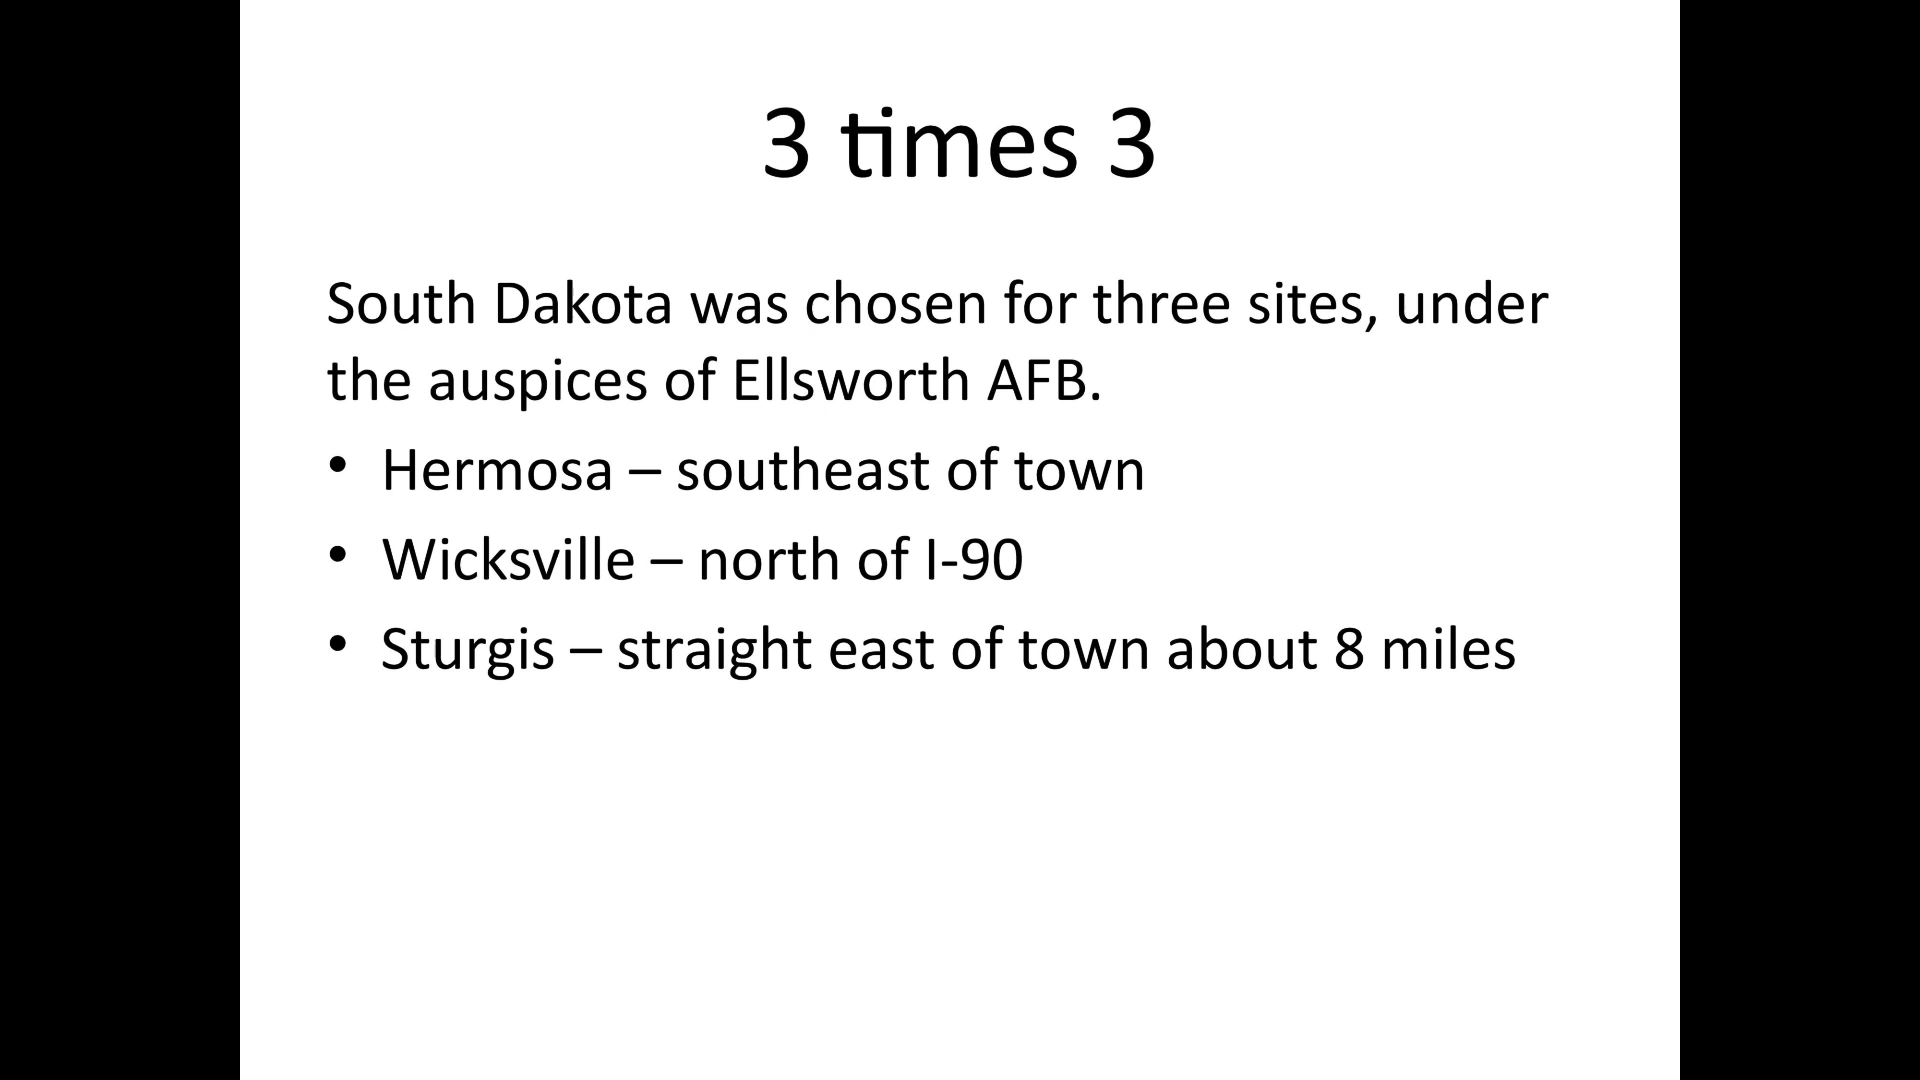 3 times 3
South Dakota was chosen for three sites, under
the auspices of Ellsworth AFB.
• Hermosa – southeast of town
• Wicksville – north of I-90
• Sturgis – straight east of town about 8 miles